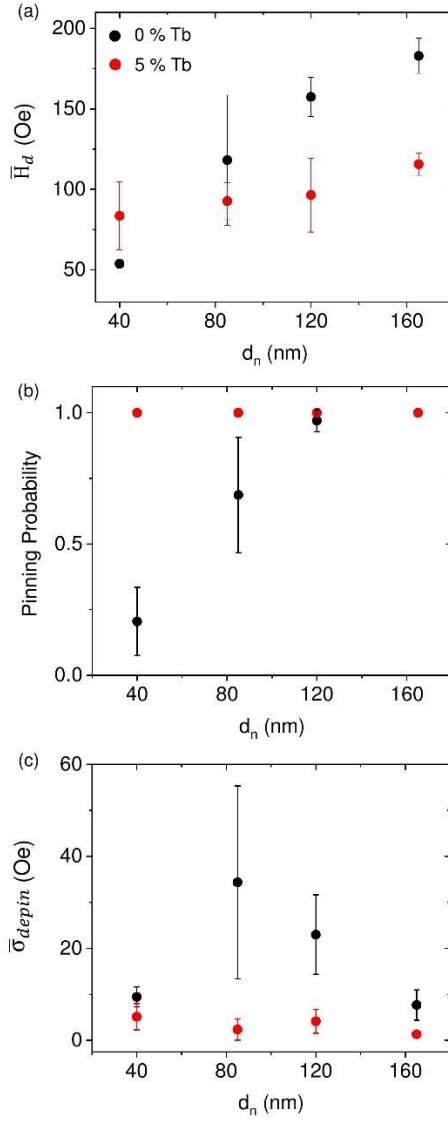 (a)
200
0 % Tb
5 % Tb
150
H̅d (Oe)
100
50
40 80 120 160
dn (nm)
(b)
1.0
Pinning Probability
0.5
0.0
40 80 120 160
dn (nm)
(c)
60
40
σ̅depin (Oe)
20
0
40 80 120 160
dn (nm)